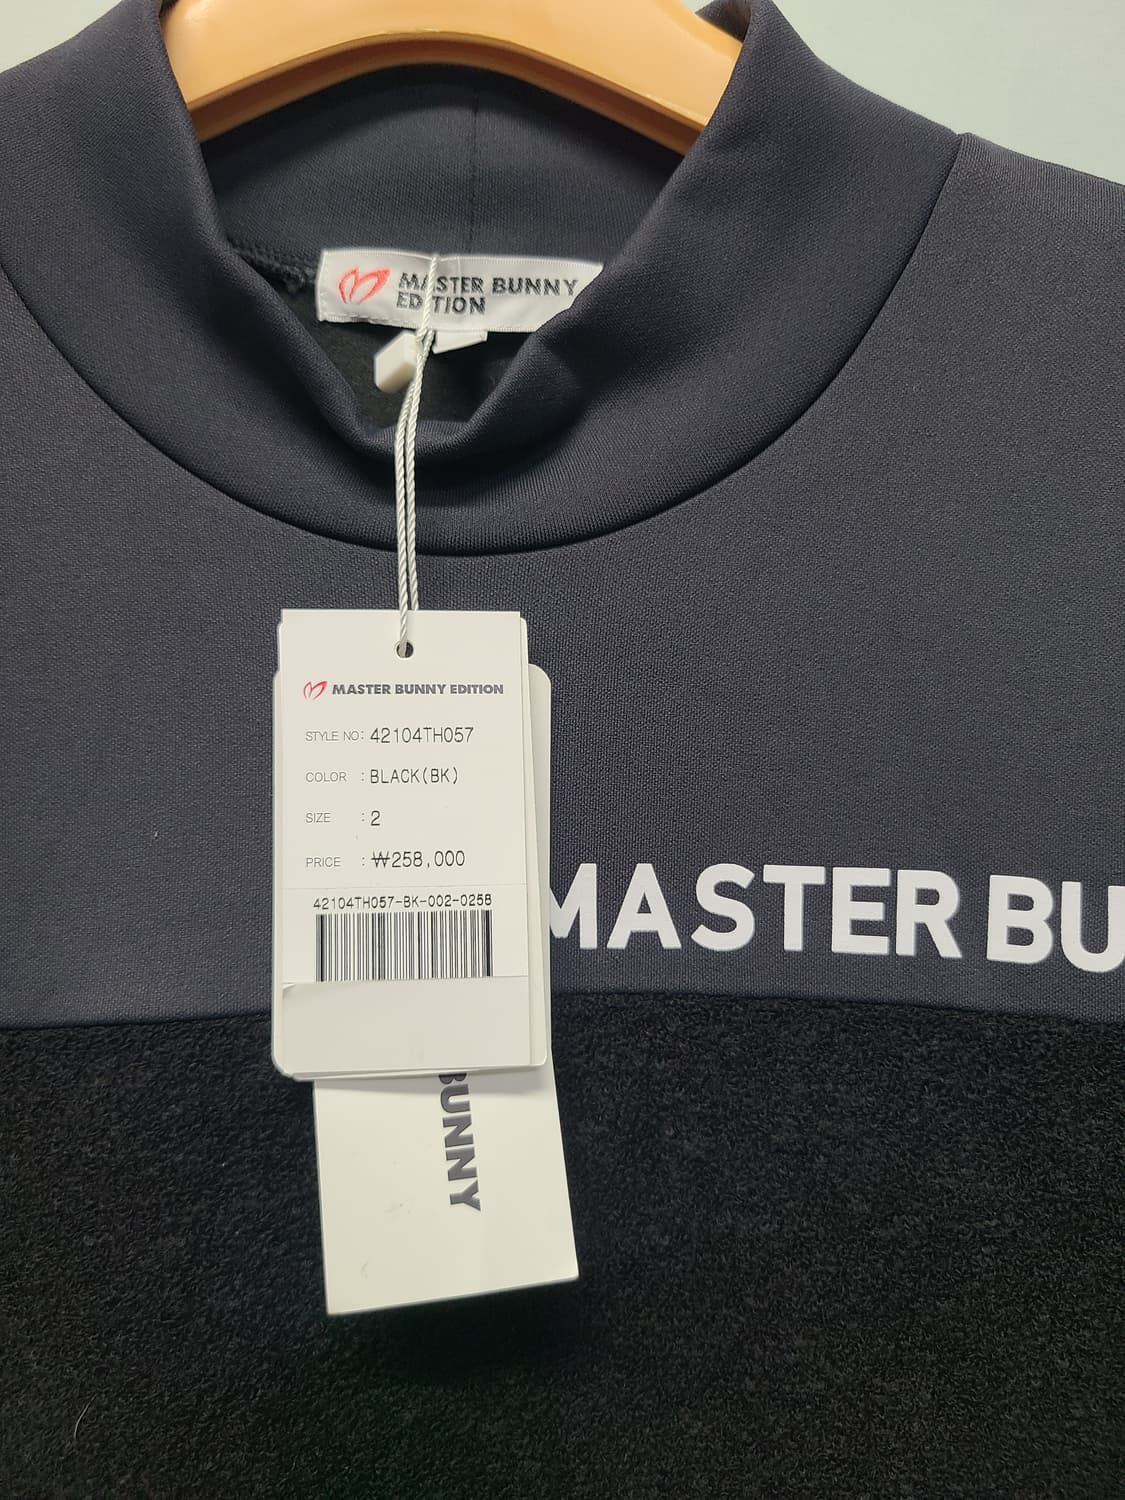 MASTER BUNNY
EDITION
MASTER BUNNY EDITION
STYLE NO: 42104TH057
COLOR : BLACK(BK)
SIZE : 2
PRICE : ₩258,000
42104TH057-BK-002-0258
MASTER BU
BUNNY